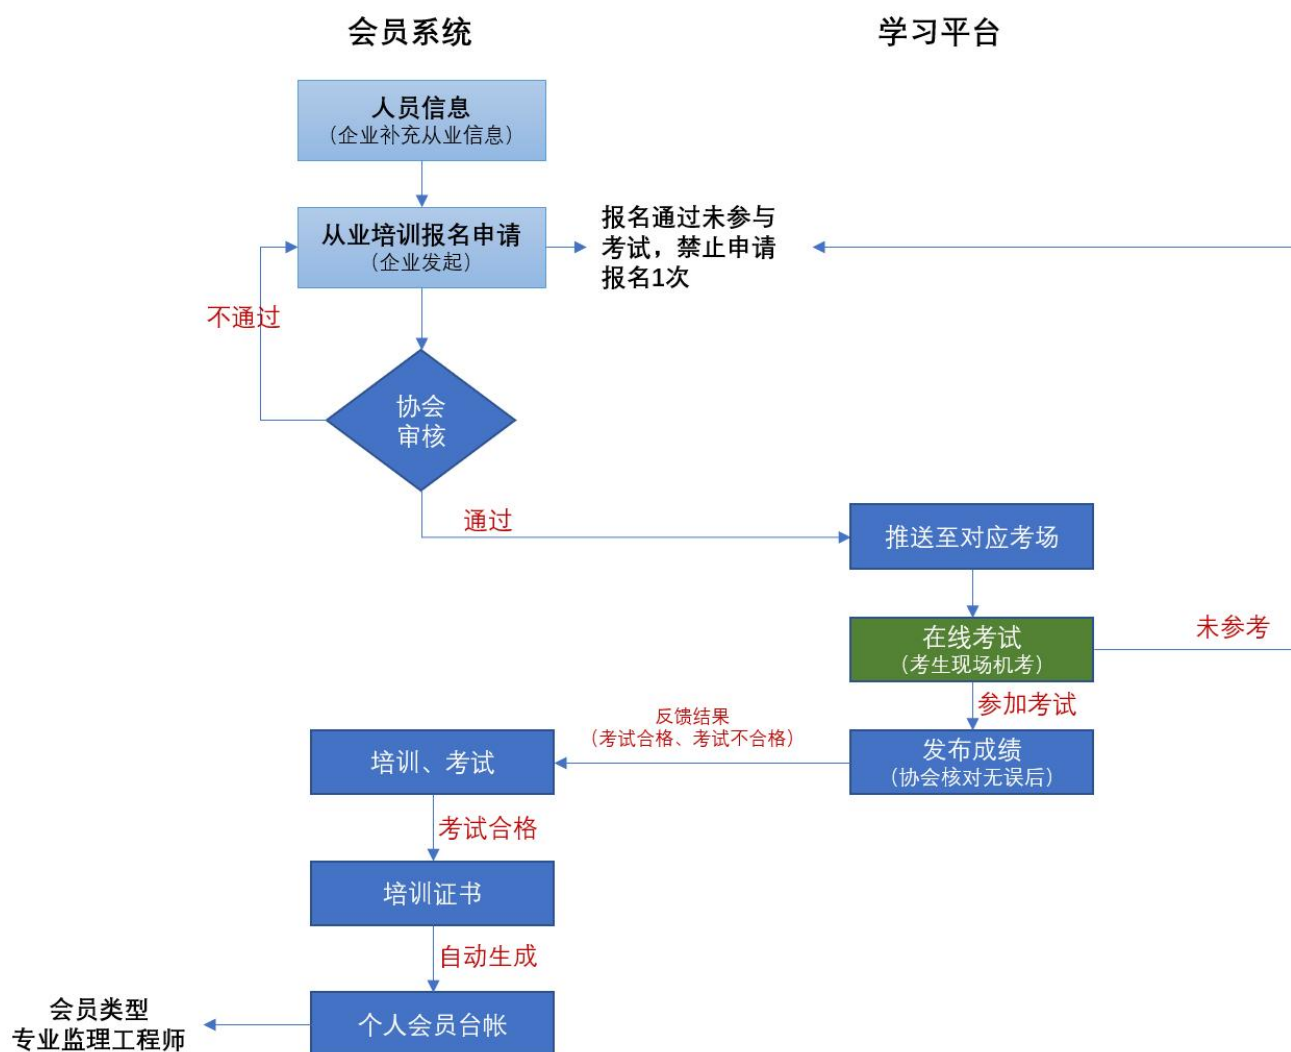 会员系统
学习平台
人员信息
（企业补充从业信息）
从业培训报名申请
（企业发起）
报名通过未参与
考试，禁止申请
报名1次
不通过
协会
审核
通过
推送至对应考场
在线考试
（考生现场机考）
未参考
参加考试
反馈结果
（考试合格、考试不合格）
发布成绩
（协会核对无误后）
培训、考试
考试合格
培训证书
自动生成
个人会员台帐
会员类型
专业监理工程师